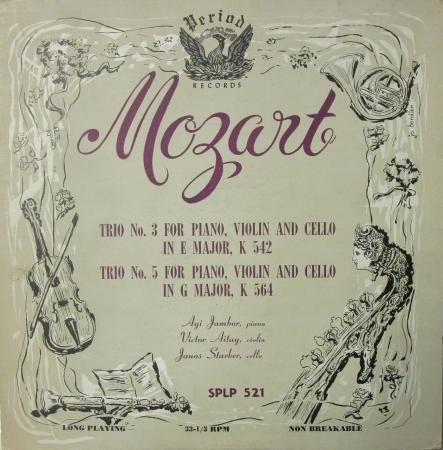 Period
RECORDS
Mozart
TRIO No. 3 FOR PIANO, VIOLIN AND CELLO
IN E MAJOR, K 542
TRIO No. 5 FOR PIANO, VIOLIN AND CELLO
IN G MAJOR, K 564
Agi Jambor, piano
Victor Aitay, violin
Janos Starker, cello
SPLP 521
LONG PLAYING 33-1/3 RPM NON BREAKABLE